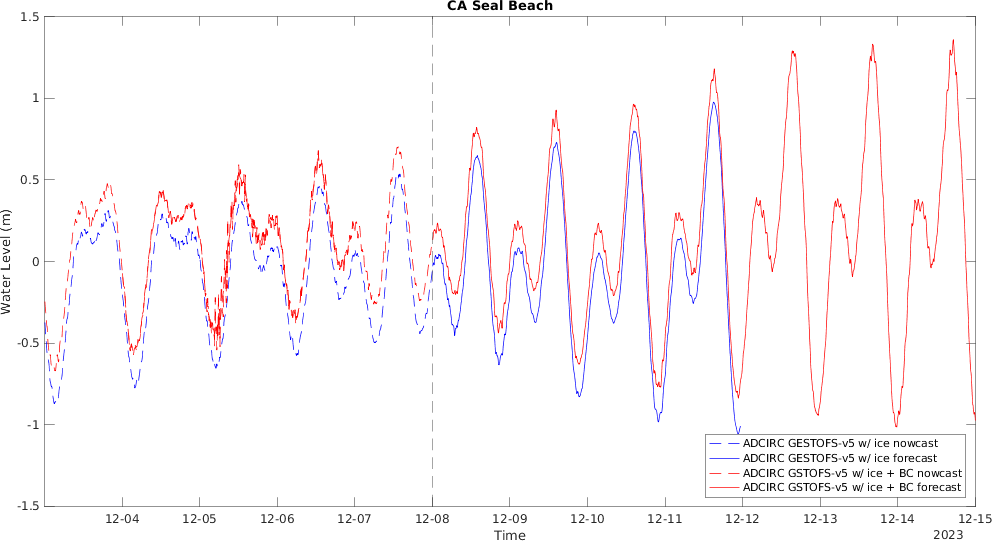 CA Seal Beach
1.5
1
0.5
0
-0.5
-1
-1.5
Water Level (m)
12-04 12-05 12-06 12-07 12-08 12-09 12-10 12-11 12-12 12-13 12-14 12-15
Time
2023
ADCIRC GESTOFS-v5 w/ ice nowcast
ADCIRC GESTOFS-v5 w/ ice forecast
ADCIRC GSTOFS-v5 w/ ice + BC nowcast
ADCIRC GSTOFS-v5 w/ ice + BC forecast